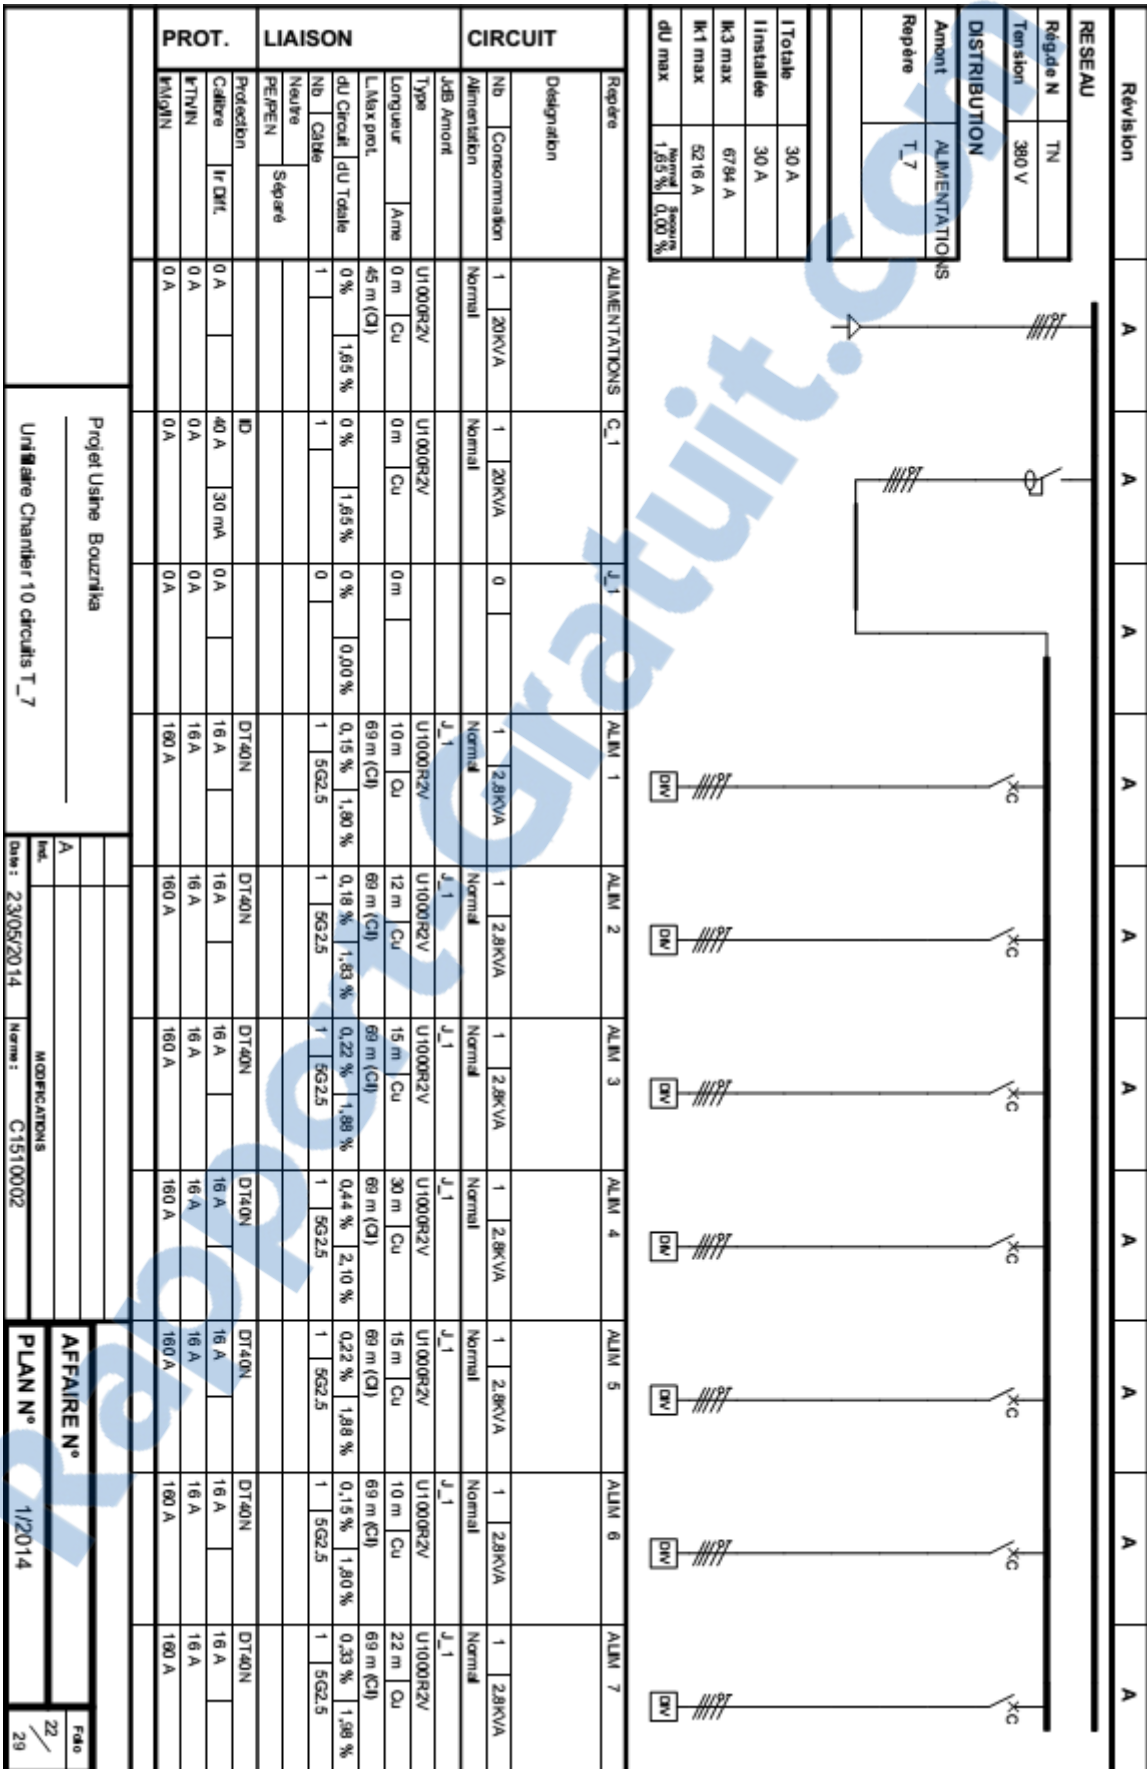 Révision A A A A A A A A A A
RESEAU
Rég.de N TN
Tension 380 V
DISTRIBUTION
Amont ALIMENTATIONS
Repère T_7
I Totale 30 A
I installée 30 A
Ik3 max 6784 A
Ik1 max 5216 A
dU max Normal 1,65 % Secours 0,00 %
DIV DIV DIV DIV DIV DIV DIV
CIRCUIT
Repère ALIMENTATIONS C_1 J_1 ALIM 1 ALIM 2 ALIM 3 ALIM 4 ALIM 5 ALIM 6 ALIM 7
Désignation
Nb Consommation 1 20KVA 1 20KVA 0 1 2,8KVA 1 2,8KVA 1 2,8KVA 1 2,8KVA 1 2,8KVA 1 2,8KVA 1 2,8KVA
Alimentation Normal Normal Normal Normal Normal Normal Normal Normal Normal
LIAISON
JdB Amont J_1 J_1 J_1 J_1 J_1 J_1 J_1
Type U1000R2V U1000R2V U1000R2V U1000R2V U1000R2V U1000R2V U1000R2V U1000R2V U1000R2V
Longueur Ame 0 m Cu 0 m Cu 0 m 10 m Cu 12 m Cu 15 m Cu 30 m Cu 15 m Cu 10 m Cu 22 m Cu
L.Max prot. 45 m (CI) 69 m (CI) 69 m (CI) 69 m (CI) 69 m (CI) 69 m (CI) 69 m (CI) 69 m (CI)
dU Circuit dU Totale 0 % 1,65 % 0 % 1,65 % 0 % 0,00 % 0,15 % 1,80 % 0,18 % 1,83 % 0,22 % 1,88 % 0,44 % 2,10 % 0,22 % 1,88 % 0,15 % 1,80 % 0,33 % 1,98 %
Nb Câble 1 1 0 1 5G2.5 1 5G2.5 1 5G2.5 1 5G2.5 1 5G2.5 1 5G2.5 1 5G2.5
Neutre
PE/PEN Séparé
PROT.
Protection ID DT40N DT40N DT40N DT40N DT40N DT40N DT40N
Calibre Ir Diff. 0 A 40 A 30 mA 0 A 16 A 16 A 16 A 16 A 16 A 16 A 16 A
IrTh/IN 0 A 0 A 0 A 16 A 16 A 16 A 16 A 16 A 16 A 16 A
IrMg/IN 0 A 0 A 0 A 160 A 160 A 160 A 160 A 160 A 160 A 160 A
Projet Usine Bouznika
Unifilaire Chantier 10 circuits T_7
A
Ind. MODIFICATIONS
Date : 23/05/2014 Norme : C1510002
AFFAIRE N°
PLAN N° 1/2014
Folio
22 / 29
Rapport-Gratuit.com